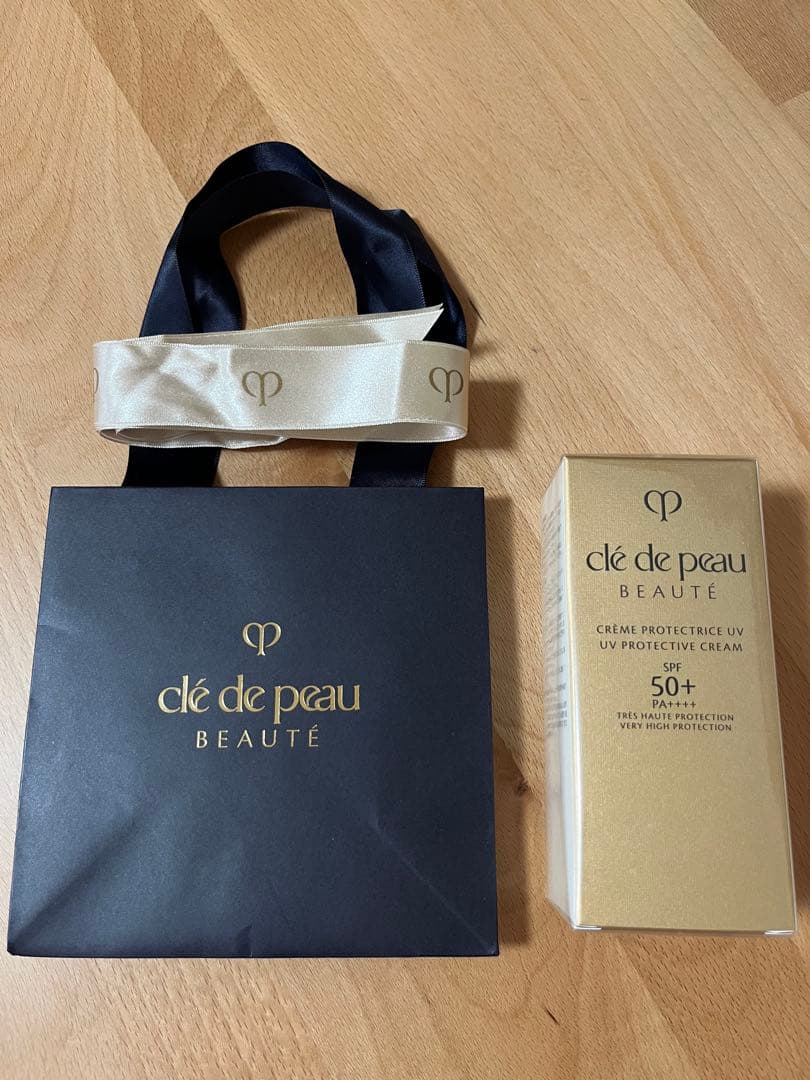 clé de peau
BEAUTÉ
clé de peau
BEAUTÉ
CRÈME PROTECTRICE UV
UV PROTECTIVE CREAM
SPF
50+
PA++++
TRÈS HAUTE PROTECTION
VERY HIGH PROTECTION